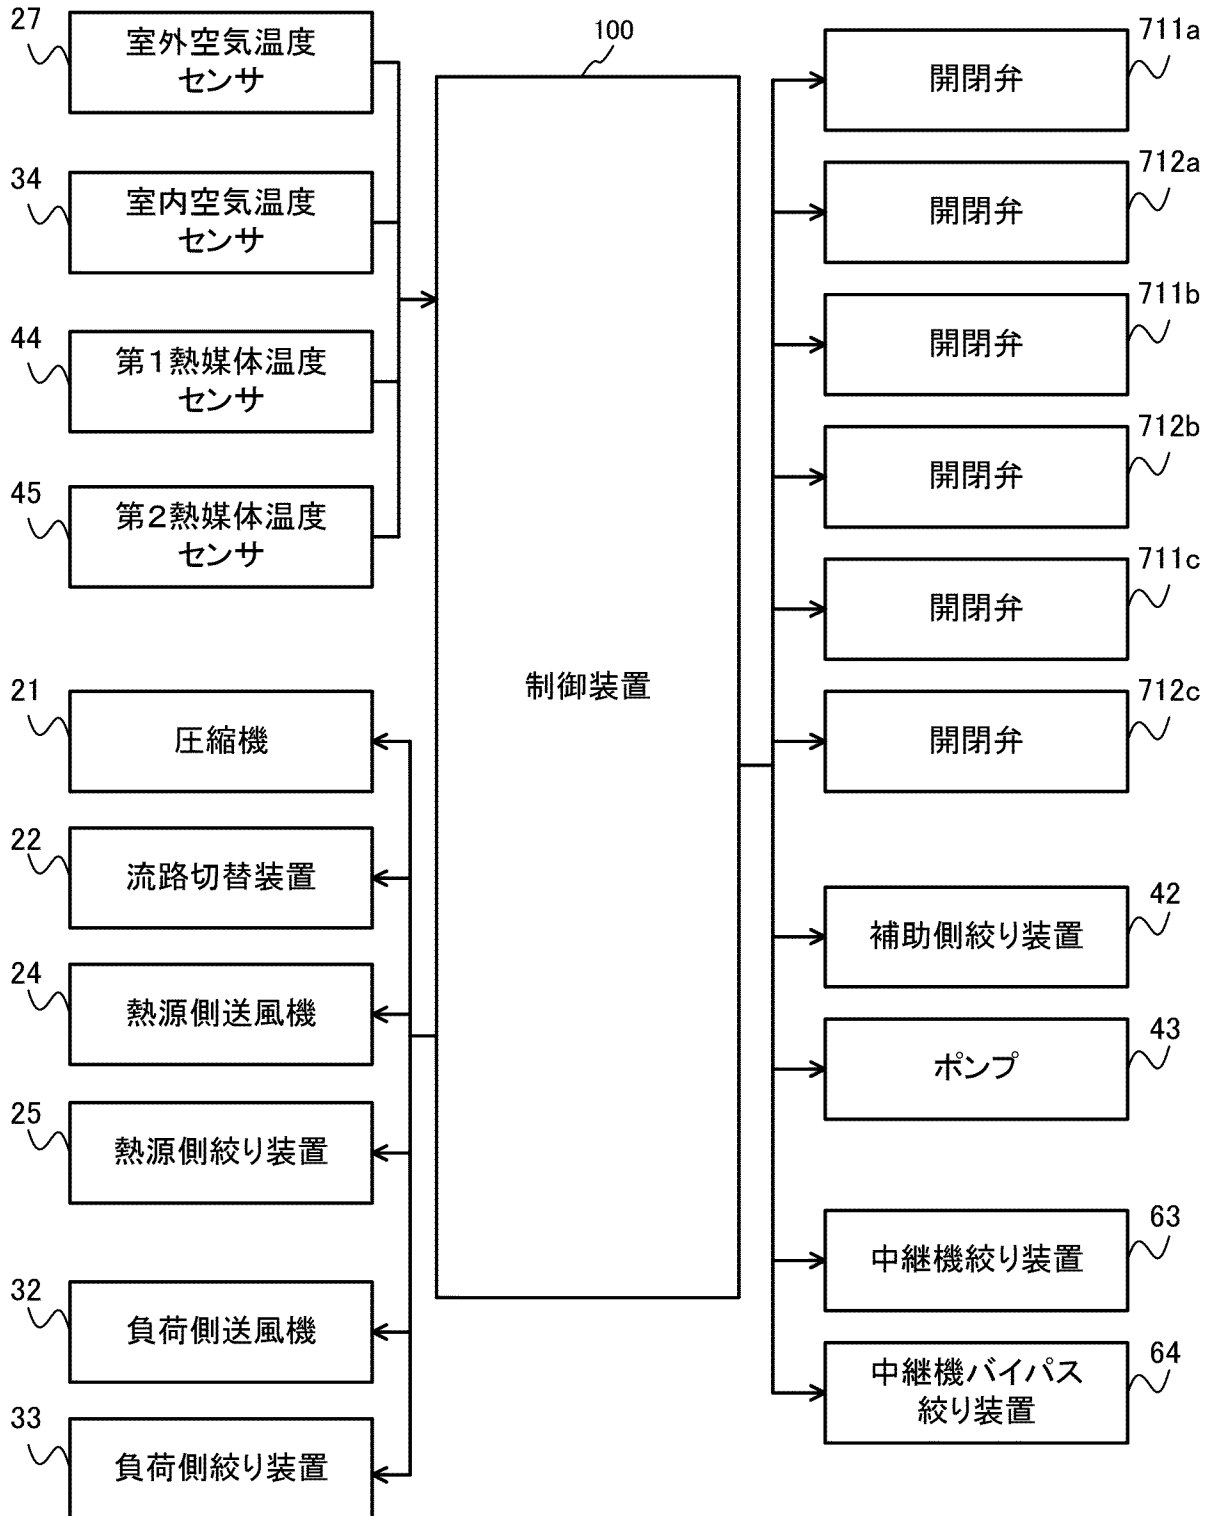 27
室外空気温度
センサ
34
室内空気温度
センサ
44
第1熱媒体温度
センサ
45
第2熱媒体温度
センサ
21
圧縮機
22
流路切替装置
24
熱源側送風機
25
熱源側絞り装置
32
負荷側送風機
33
負荷側絞り装置
100
制御装置
711a
開閉弁
712a
開閉弁
711b
開閉弁
712b
開閉弁
711c
開閉弁
712c
開閉弁
42
補助側絞り装置
43
ポンプ
63
中継機絞り装置
64
中継機バイパス
絞り装置